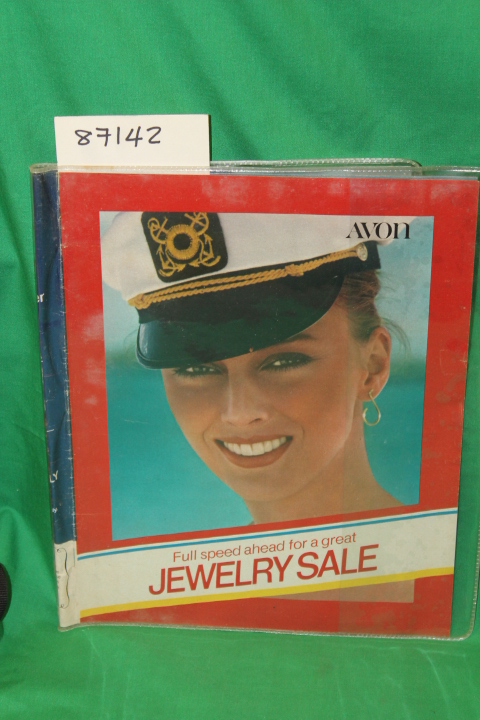 87142
AVON
Full speed ahead for a great
JEWELRY SALE